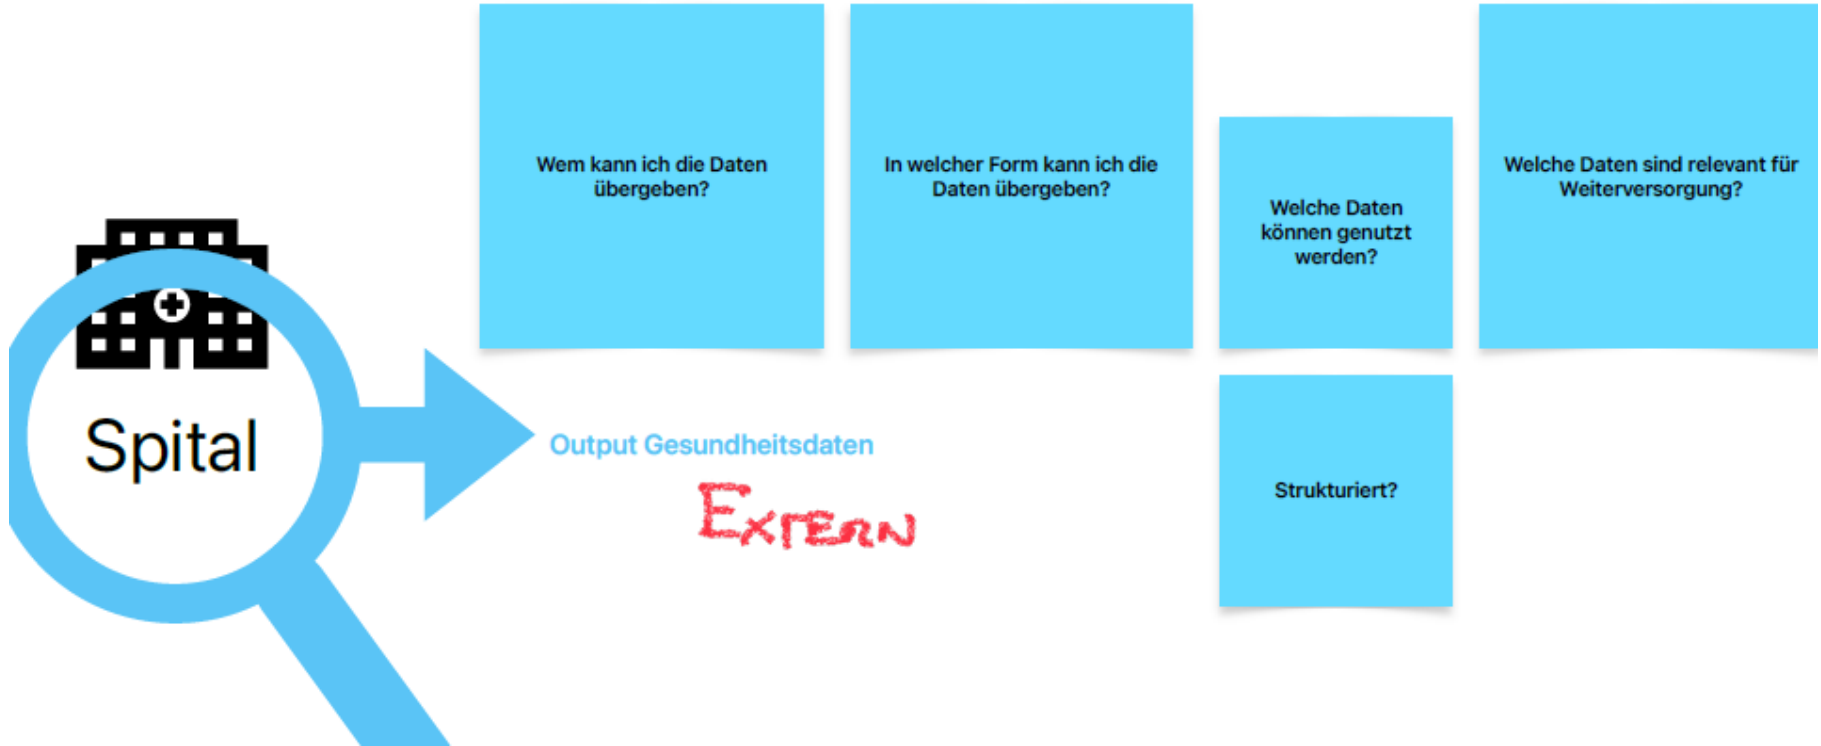 Wem kann ich die Daten
übergeben?
In welcher Form kann ich die
Daten übergeben?
Welche Daten
können genutzt
werden?
Welche Daten sind relevant für
Weiterversorgung?
Spital
Output Gesundheitsdaten
EXTERN
Strukturiert?